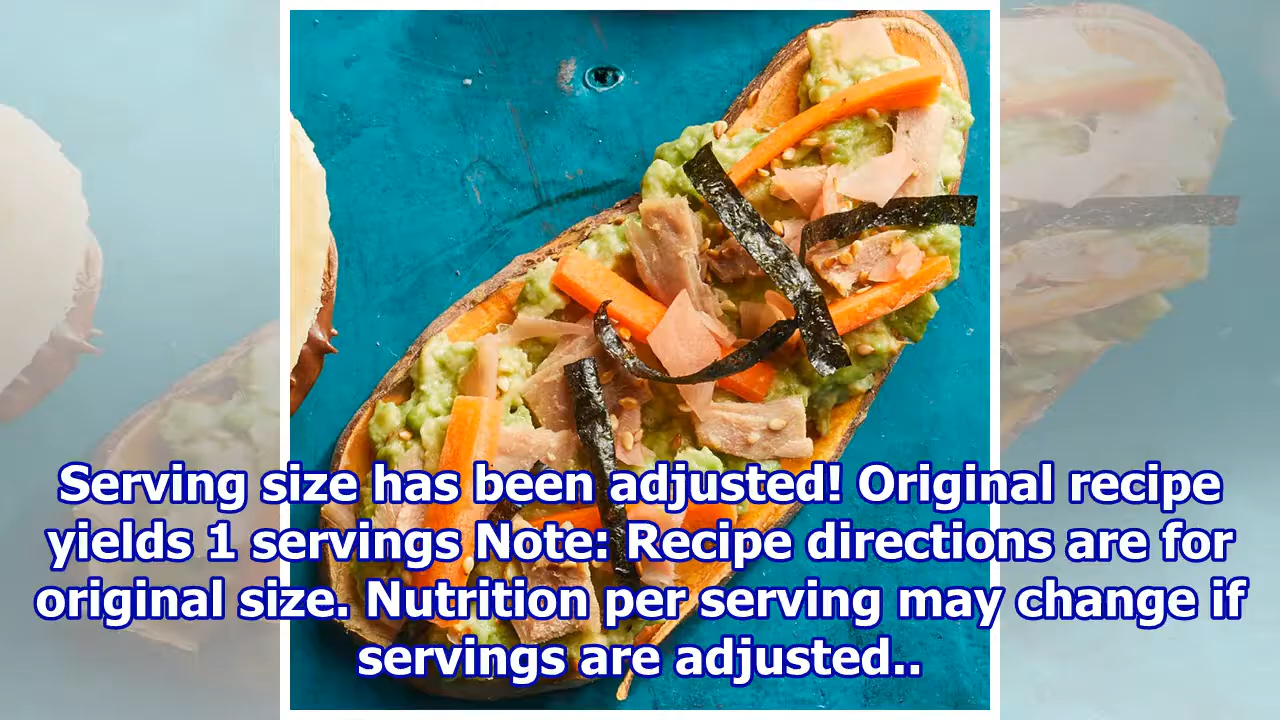 Serving size has been adjusted! Original recipe
yields 1 servings Note: Recipe directions are for
original size. Nutrition per serving may change if
servings are adjusted..